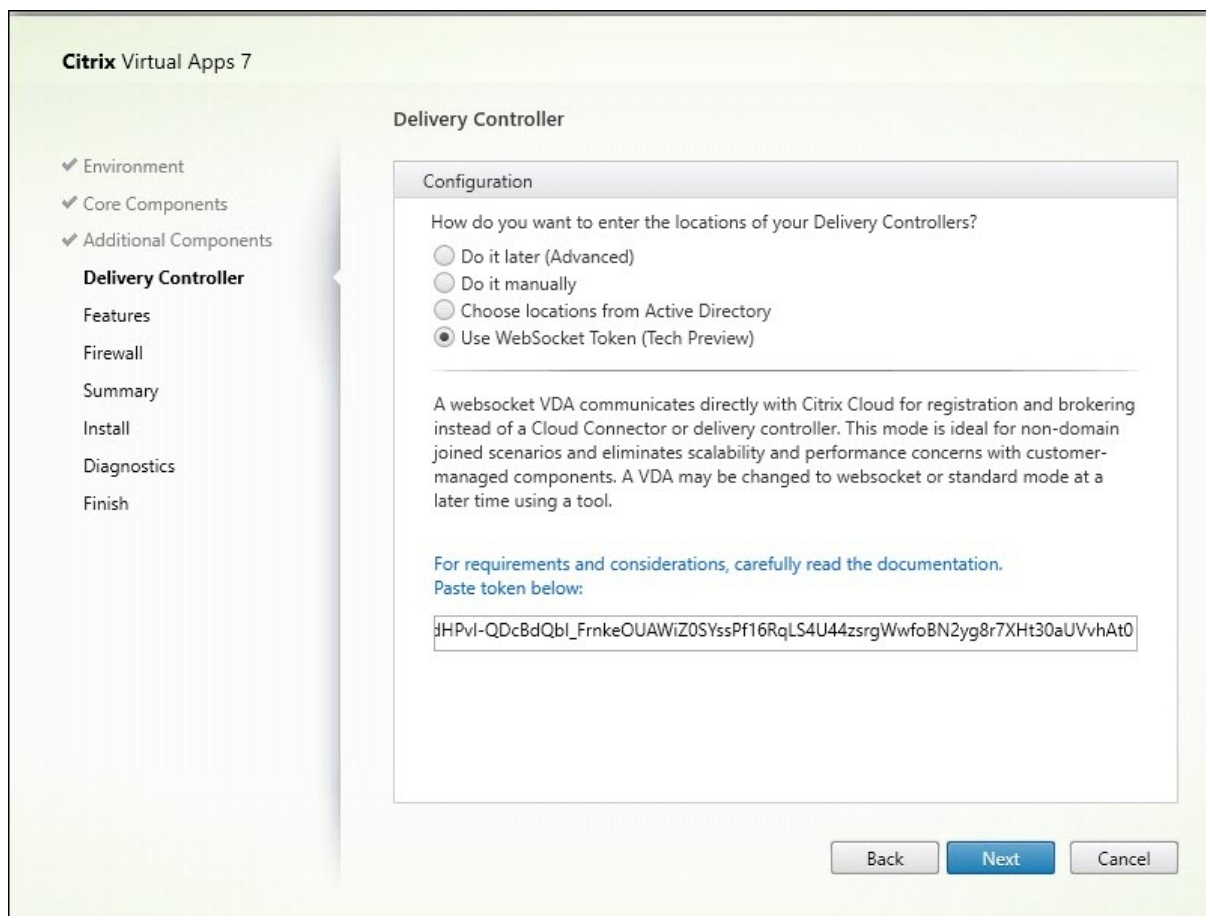 Citrix Virtual Apps 7
Delivery Controller
Environment
Core Components
Additional Components
Delivery Controller
Features
Firewall
Summary
Install
Diagnostics
Finish
Configuration
How do you want to enter the locations of your Delivery Controllers?
Do it later (Advanced)
Do it manually
Choose locations from Active Directory
Use WebSocket Token (Tech Preview)
A websocket VDA communicates directly with Citrix Cloud for registration and brokering
instead of a Cloud Connector or delivery controller. This mode is ideal for non-domain
joined scenarios and eliminates scalability and performance concerns with customer-
managed components. A VDA may be changed to websocket or standard mode at a
later time using a tool.
For requirements and considerations, carefully read the documentation.
Paste token below:
Back
Next
Cancel